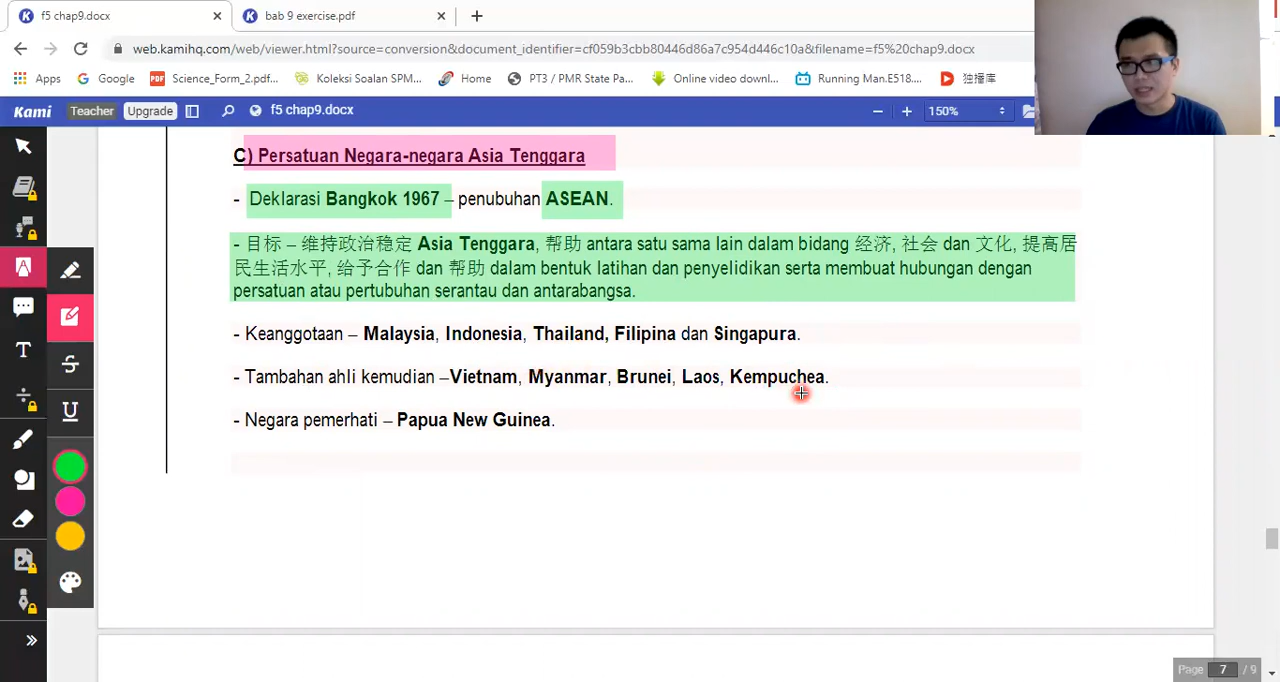 f5 chap9.docx
bab 9 exercise.pdf
web.kamihq.com/web/viewer.html?source=conversion&document_identifier=cf059b3cbb80446d86a7c954d446c10a&filename=f5%20chap9.docx
Apps Google Science_Form_2.pdf... Koleksi Soalan SPM... Home PT3 / PMR State Pa... Online video downl... Running Man.E518.... 独播库
Kami Teacher Upgrade f5 chap9.docx 150%
C) Persatuan Negara-negara Asia Tenggara
- Deklarasi Bangkok 1967 – penubuhan ASEAN.
- 目标 – 维持政治稳定 Asia Tenggara, 帮助 antara satu sama lain dalam bidang 经济, 社会 dan 文化, 提高居
民生活水平, 给予合作 dan 帮助 dalam bentuk latihan dan penyelidikan serta membuat hubungan dengan
persatuan atau pertubuhan serantau dan antarabangsa.
- Keanggotaan – Malaysia, Indonesia, Thailand, Filipina dan Singapura.
- Tambahan ahli kemudian –Vietnam, Myanmar, Brunei, Laos, Kempuchea.
- Negara pemerhati – Papua New Guinea.
Page 7 / 9